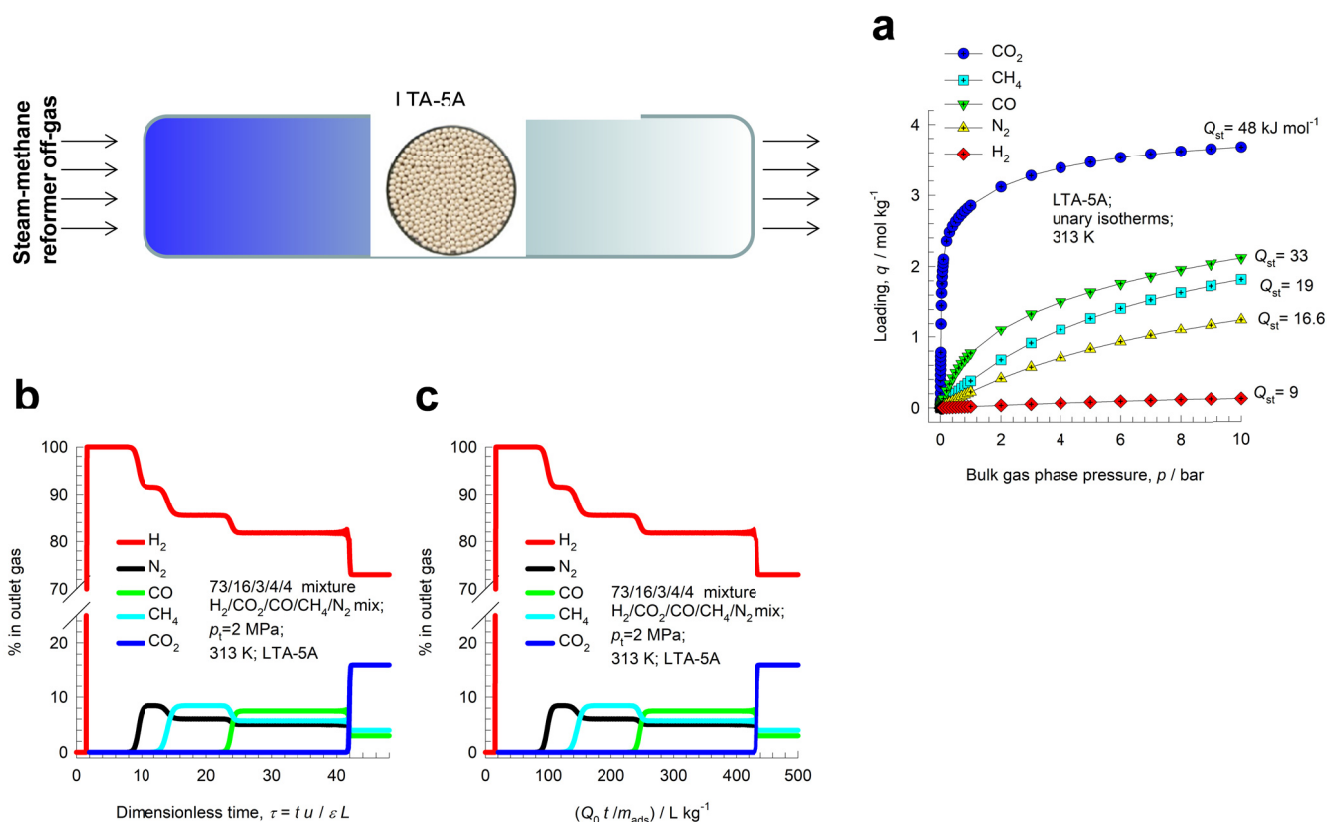 a
CO₂
CH₄
CO
N₂
H₂
Steam-methane
reformer off-gas
LTA-5A
4
3
2
1
0
Loading, q / mol kg⁻¹
Qst= 48 kJ mol⁻¹
LTA-5A;
unary isotherms;
313 K
Qst= 33
Qst= 19
Qst= 16.6
Qst= 9
0 2 4 6 8 10
Bulk gas phase pressure, p / bar
b
100
90
80
70
20
10
0
% in outlet gas
H₂
N₂
CO
CH₄
CO₂
73/16/3/4/4 mixture
H₂/CO₂/CO/CH₄/N₂ mix;
pt=2 MPa;
313 K; LTA-5A
0 10 20 30 40
Dimensionless time, τ = t u / ε L
c
100
90
80
70
20
10
0
% in outlet gas
H₂
N₂
CO
CH₄
CO₂
73/16/3/4/4 mixture
H₂/CO₂/CO/CH₄/N₂ mix;
pt=2 MPa;
313 K; LTA-5A
0 100 200 300 400 500
(Q₀ t /mads) / L kg⁻¹